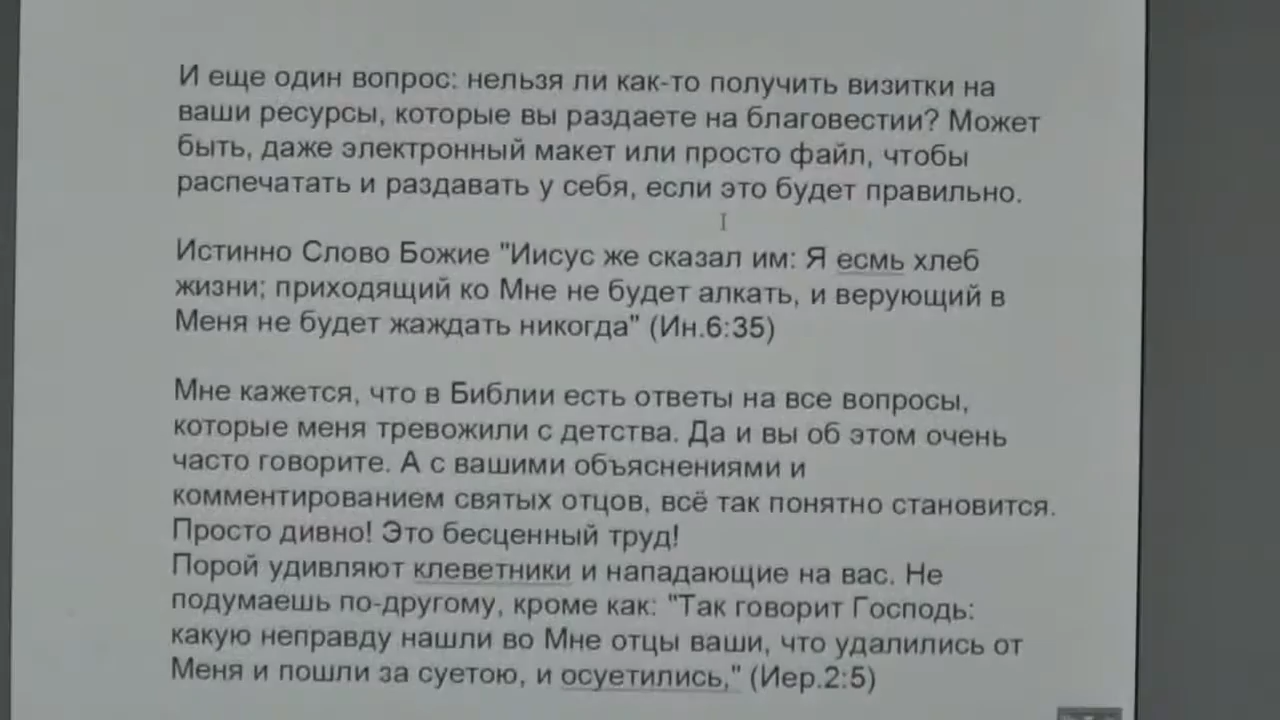 И еще один вопрос: нельзя ли как-то получить визитки на
ваши ресурсы, которые вы раздаете на благовестии? Может
быть, даже электронный макет или просто файл, чтобы
распечатать и раздавать у себя, если это будет правильно.
Истинно Слово Божие "Иисус же сказал им: Я есмь хлеб
жизни; приходящий ко Мне не будет алкать, и верующий в
Меня не будет жаждать никогда" (Ин.6:35)
Мне кажется, что в Библии есть ответы на все вопросы,
которые меня тревожили с детства. Да и вы об этом очень
часто говорите. А с вашими объяснениями и
комментированием святых отцов, всё так понятно становится.
Просто дивно! Это бесценный труд!
Порой удивляют клеветники и нападающие на вас. Не
подумаешь по-другому, кроме как: "Так говорит Господь:
какую неправду нашли во Мне отцы ваши, что удалились от
Меня и пошли за суетою, и осуетились," (Иер.2:5)